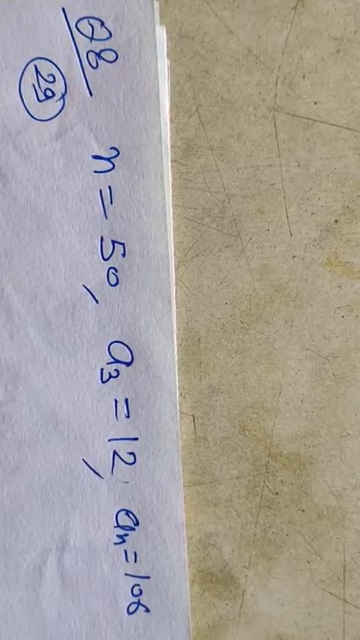 Q8
29 n = 50, a3 = 12, an = 106